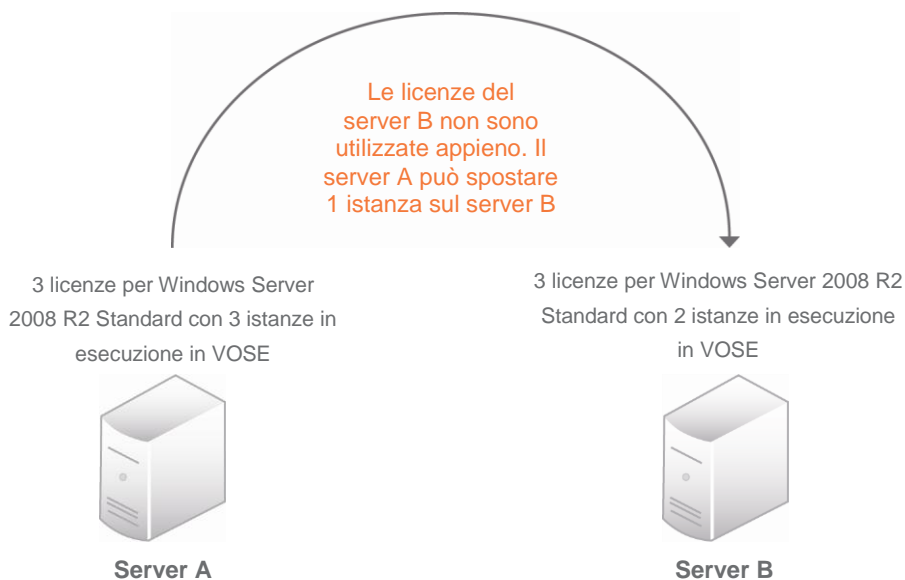 Le licenze del
server B non sono
utilizzate appieno. Il
server A può spostare
1 istanza sul server B
3 licenze per Windows Server
2008 R2 Standard con 3 istanze in
esecuzione in VOSE
3 licenze per Windows Server 2008 R2
Standard con 2 istanze in esecuzione
in VOSE
Server A
Server B